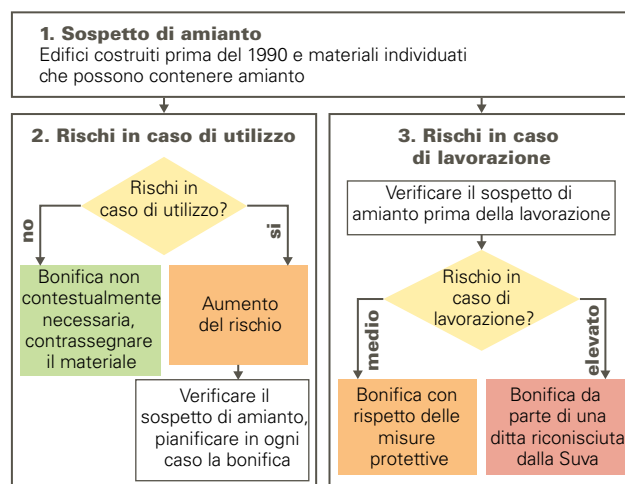 1. Sospetto di amianto
Edifici costruiti prima del 1990 e materiali individuati
che possono contenere amianto
2. Rischi in caso di utilizzo
Rischi in
caso di utilizzo?
no
si
Bonifica non
contestualmente
necessaria,
contrassegnare
il materiale
Aumento
del rischio
Verificare il
sospetto di amianto,
pianificare in ogni
caso la bonifica
3. Rischi in caso
di lavorazione
Verificare il sospetto di
amianto prima della lavorazione
Rischio in
caso di
lavorazione?
medio
elevato
Bonifica con
rispetto delle
misure
protettive
Bonifica da
parte di una
ditta riconisciuta
dalla Suva